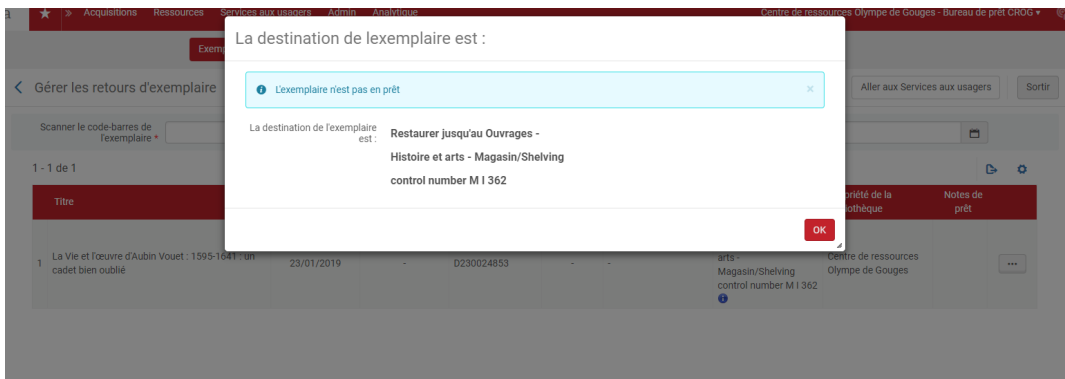 a ★ » Acquisitions Ressources Services aux usagers Admin Analytique Centre de ressources Olympe de Gouges - Bureau de prêt CROG
La destination de lexemplaire est :
Gérer les retours d'exemplaire
L'exemplaire n'est pas en prêt ×
Aller aux Services aux usagers Sortir
Scanner le code-barres de
l'exemplaire *
La destination de l'exemplaire
est :
Restaurer jusqu'au Ouvrages -
Histoire et arts - Magasin/Shelving
control number M I 362
1 - 1 de 1
OK
Titre
Notes de
prêt
1 La Vie et l'œuvre d'Aubin Vouet : 1595-1641 : un
cadet bien oublié
23/01/2019 - D230024853 - -
arts -
Magasin/Shelving
control number M I 362
Centre de ressources
Olympe de Gouges